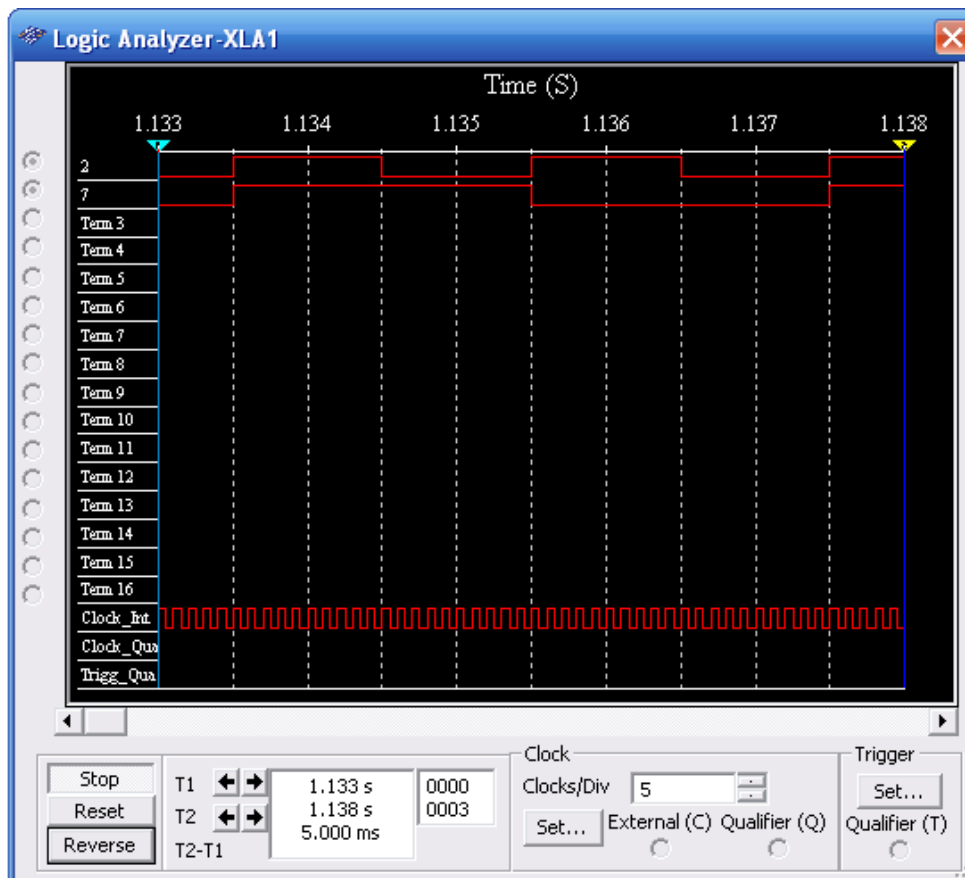 Logic Analyzer-XLA1
Time (S)
1.133 1.134 1.135 1.136 1.137 1.138
2
7
Term 3
Term 4
Term 5
Term 6
Term 7
Term 8
Term 9
Term 10
Term 11
Term 12
Term 13
Term 14
Term 15
Term 16
Clock_Int
Clock_Qua
Trigg_Qua
Stop
Reset
Reverse
T1
T2
T2-T1
1.133 s
1.138 s
5.000 ms
0000
0003
Clock
Clocks/Div 5
Set... External (C) Qualifier (Q)
Trigger
Set...
Qualifier (T)